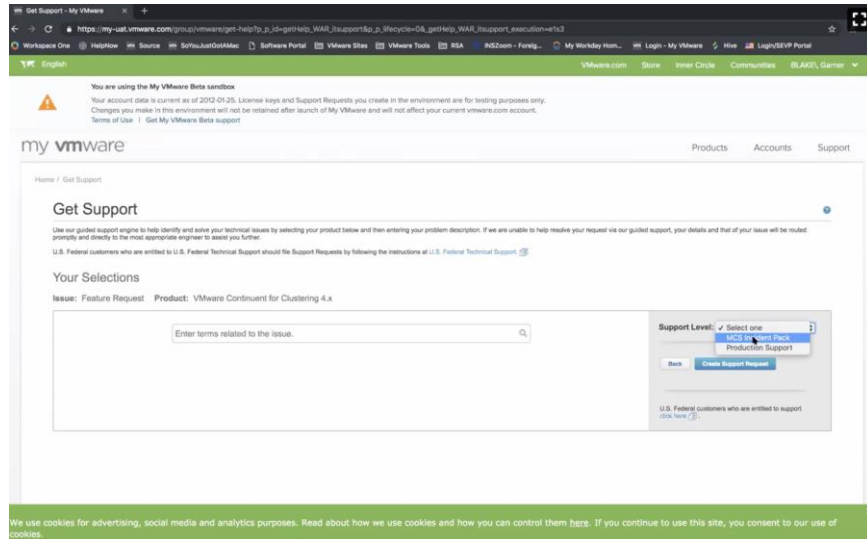 Get Support - My VMware
https://my-uat.vmware.com/group/vmware/get-help?p_p_id=getHelp_WAR_itsupport&p_p_lifecycle=0&_getHelp_WAR_itsupport_execution=e1s3
Workspace One HelpNow Source SoYouJustGotAMac Software Portal VMware Sites VMware Tools RSA INSZoom - Foreig... My Workday Hom... Login - My VMware Hive Login/SEVP Portal
English VMware.com Store Inner Circle Communities BLAKE\, Garner
You are using the My VMware Beta sandbox
Your account data is current as of 2012-01-25. License keys and Support Requests you create in the environment are for testing purposes only.
Changes you make in this environment will not be retained after launch of My VMware and will not affect your current vmware.com account.
Terms of Use | Get My VMware Beta support
my vmware Products Accounts Support
Home / Get Support
Get Support
Use our guided support engine to help identify and solve your technical issues by selecting your product below and then entering your problem description. If we are unable to help resolve your request via our guided support, your details and that of your issue will be routed
promptly and directly to the most appropriate engineer to assist you further.
U.S. Federal customers who are entitled to U.S. Federal Technical Support should file Support Requests by following the instructions at U.S. Federal Technical Support.
Your Selections
Issue: Feature Request Product: VMware Continuent for Clustering 4.x
Enter terms related to the issue.
Support Level: ✓ Select one
MCS Incident Pack
Production Support
Back Create Support Request
U.S. Federal customers who are entitled to support
click here .
We use cookies for advertising, social media and analytics purposes. Read about how we use cookies and how you can control them here. If you continue to use this site, you consent to our use of
cookies.